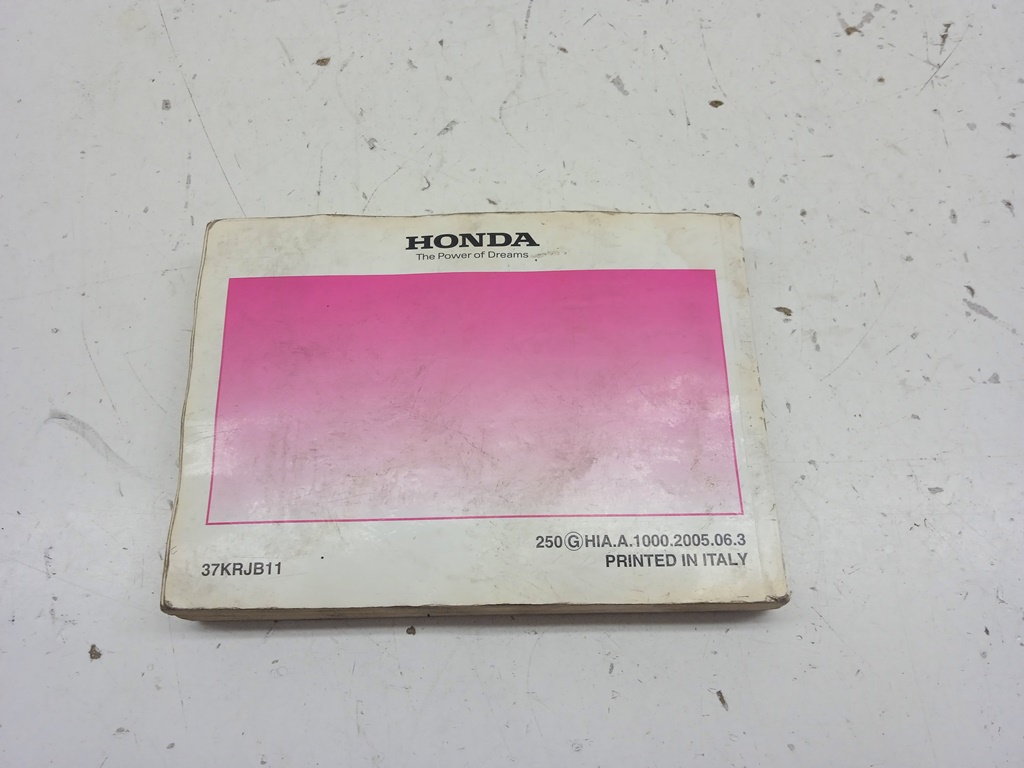 HONDA
The Power of Dreams
250 Ⓖ HIA.A.1000.2005.06.3
37KRJB11
PRINTED IN ITALY